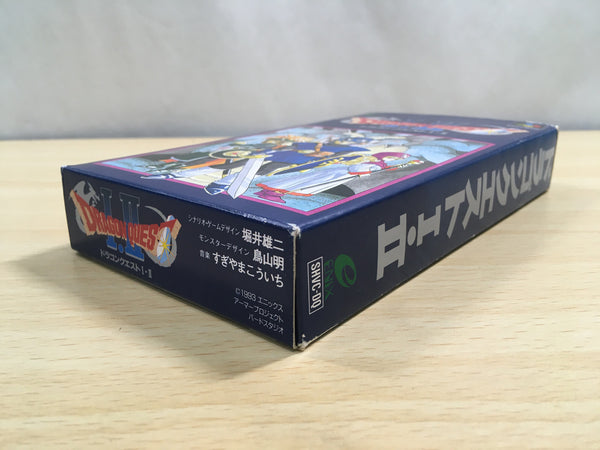 DRAGON QUEST
I・II
ドラゴンクエストI・II
シナリオ・ゲームデザイン 堀井雄二
モンスターデザイン 鳥山明
音楽 すぎやまこういち
©1993 エニックス
アーマープロジェクト
バードスタジオ
ENIX
SHVC-DQ
ドラゴンクエストI・II